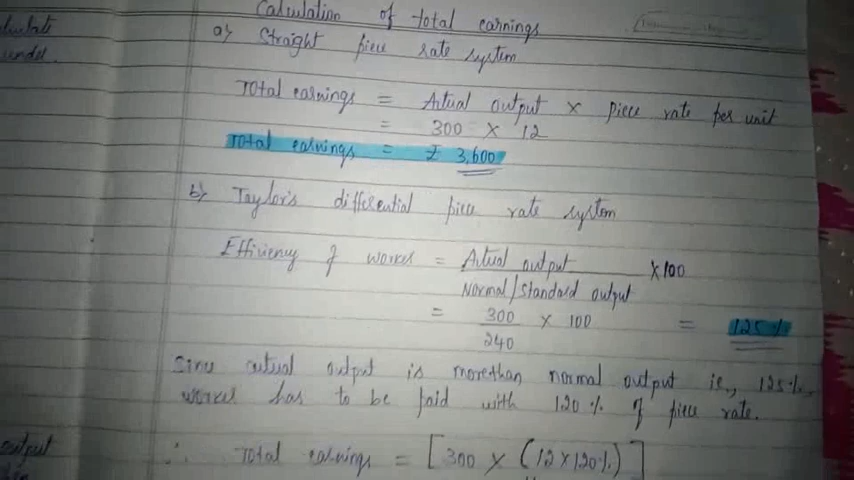 Calculation of total earnings
a) Straight piece rate system
Total earnings = Actual output × piece rate per unit
= 300 × 12
Total earnings = ₹ 3,600
b) Taylor's differential piece rate system
Efficiency of worker = Actual output ×100
Normal/Standard output
= 300 × 100 = 125%
240
Since actual output is more than normal output ie., 125%,
worker has to be paid with 120% of piece rate.
∴ Total earnings = [300 × (12×120%)]
under.
output